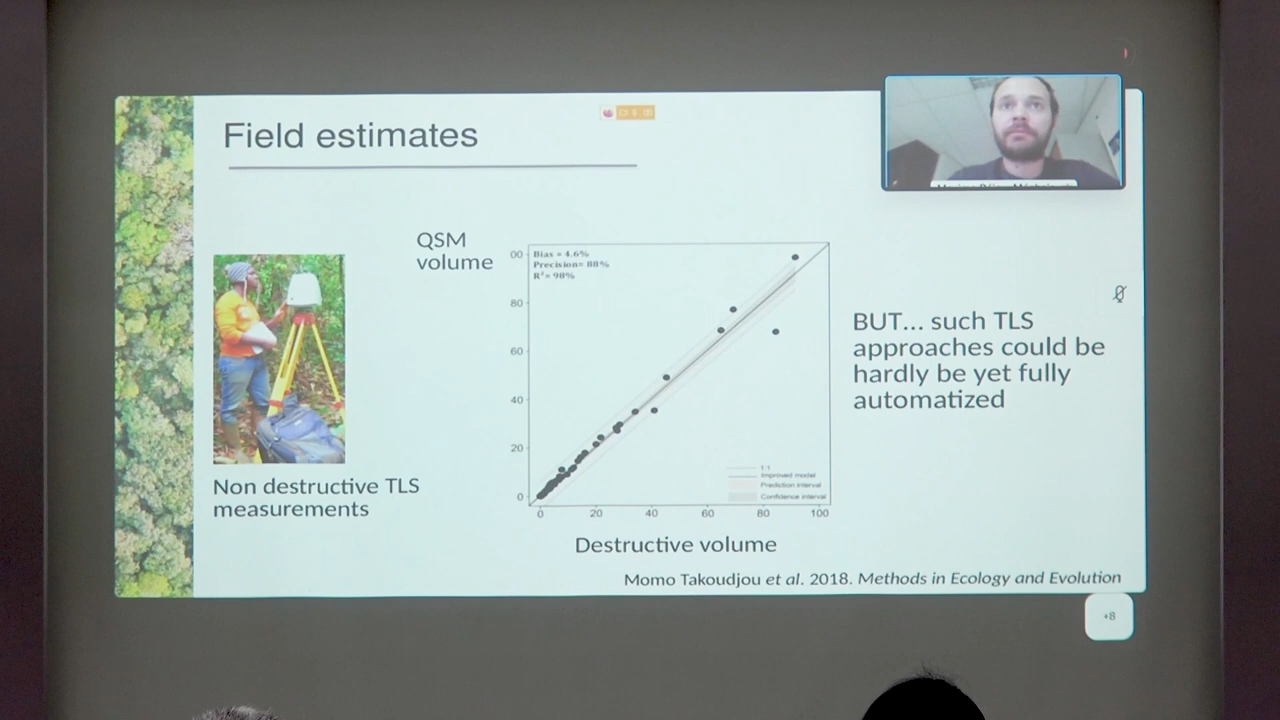 Field estimates
QSM
volume
00
80
60
40
20
0
Bias = 4.6%
Precision= 88%
R²= 98%
1:1
Improved model
Prediction interval
Confidence interval
0 20 40 60 80 100
Destructive volume
Non destructive TLS
measurements
BUT... such TLS
approaches could be
hardly be yet fully
automatized
Momo Takoudjou et al. 2018. Methods in Ecology and Evolution
+8